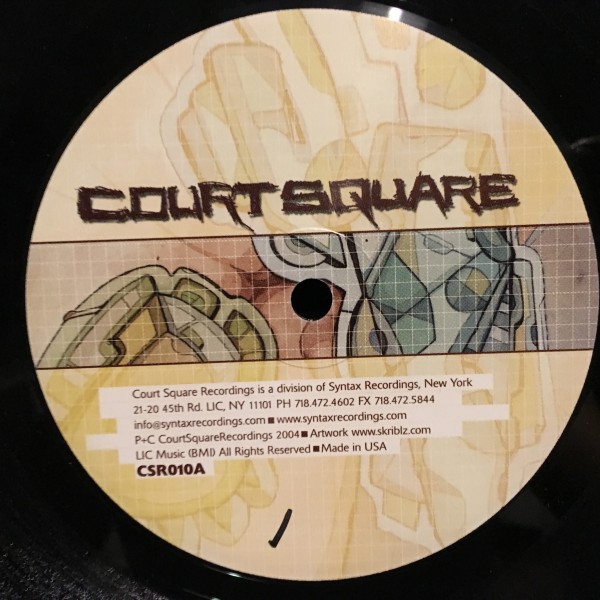 COURT SQUARE
Court Square Recordings is a division of Syntax Recordings, New York
21-20 45th Rd. LIC, NY 11101 PH 718.472.4602 FX 718.472.5844
info@syntaxrecordings.com ■ www.syntaxrecordings.com
P+C CourtSquareRecordings 2004 ■ Artwork www.skriblz.com
LIC Music (BMI) All Rights Reserved ■ Made in USA
CSR010A
/